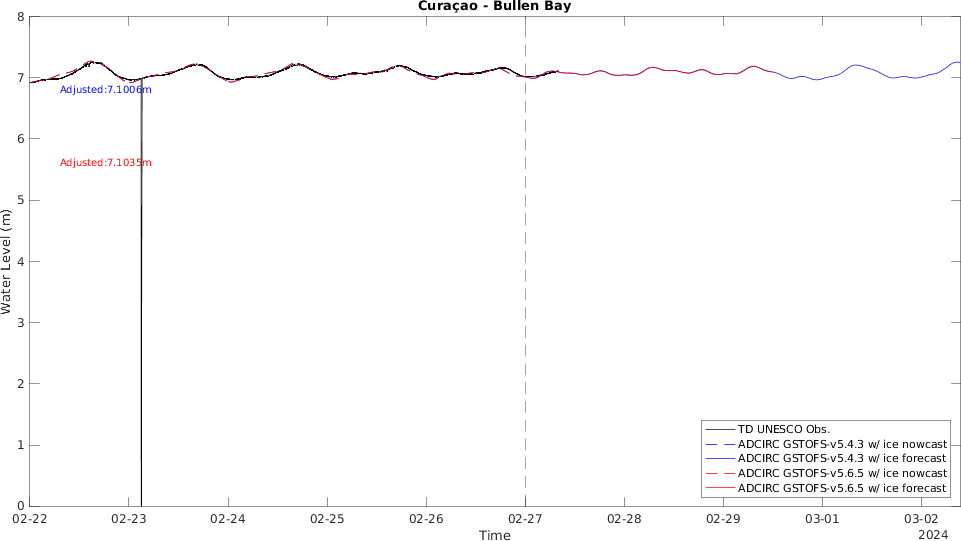 Curaçao - Bullen Bay
8
7
6
5
4
3
2
1
0
Water Level (m)
Adjusted:7.1006m
Adjusted:7.1035m
TD UNESCO Obs.
ADCIRC GSTOFS-v5.4.3 w/ ice nowcast
ADCIRC GSTOFS-v5.4.3 w/ ice forecast
ADCIRC GSTOFS-v5.6.5 w/ ice nowcast
ADCIRC GSTOFS-v5.6.5 w/ ice forecast
02-22 02-23 02-24 02-25 02-26 02-27 02-28 02-29 03-01 03-02
Time
2024